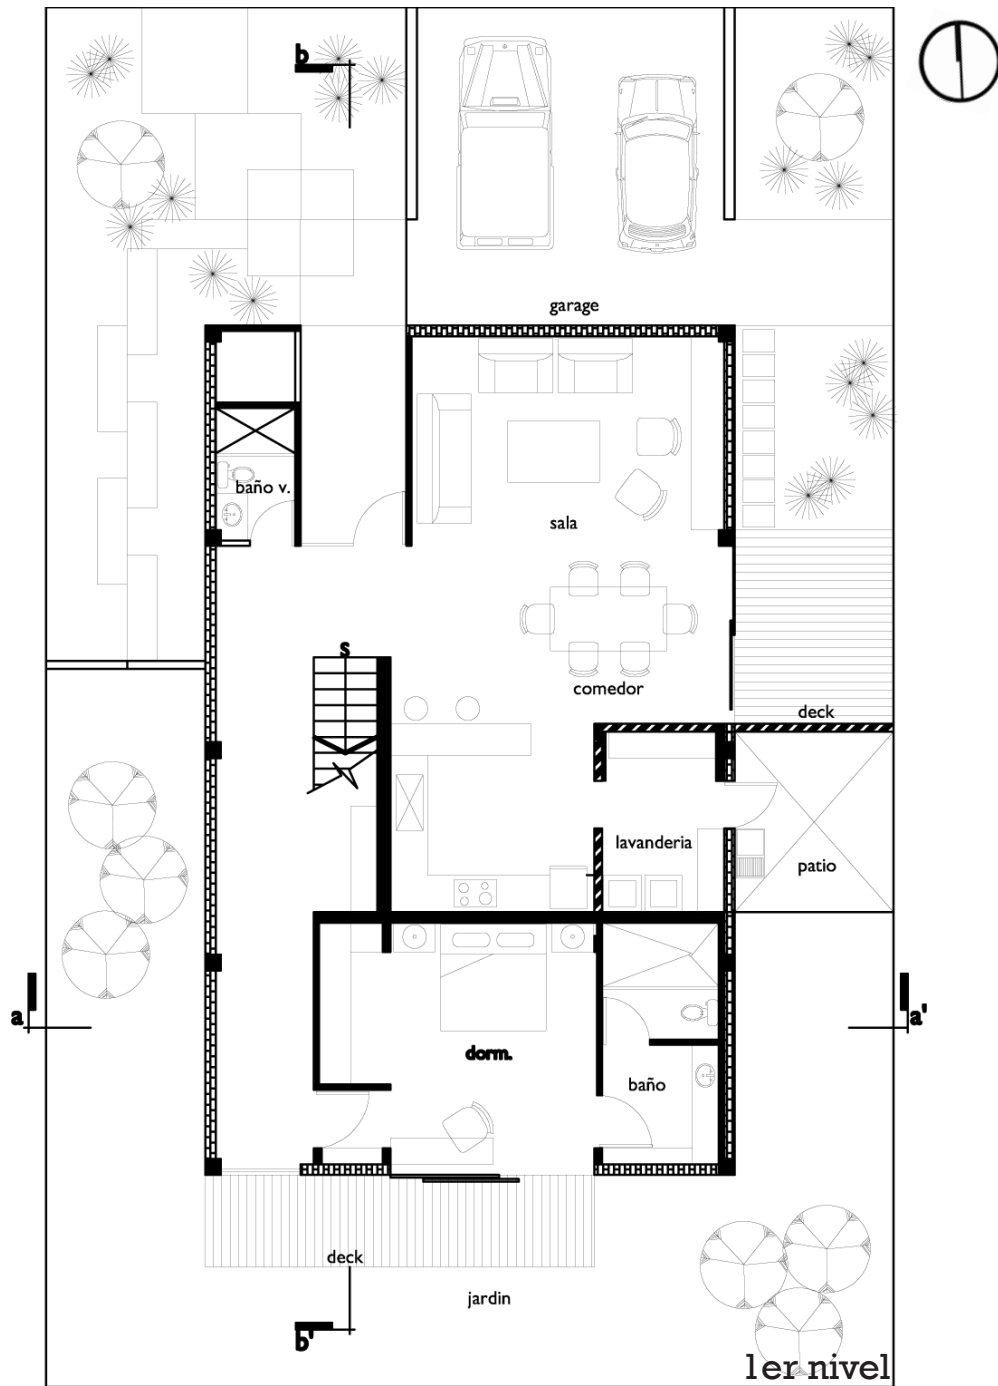 b
garage
baño v.
sala
s
comedor
deck
lavanderia
patio
a
a'
dorm.
baño
deck
jardin
b'
1er nivel